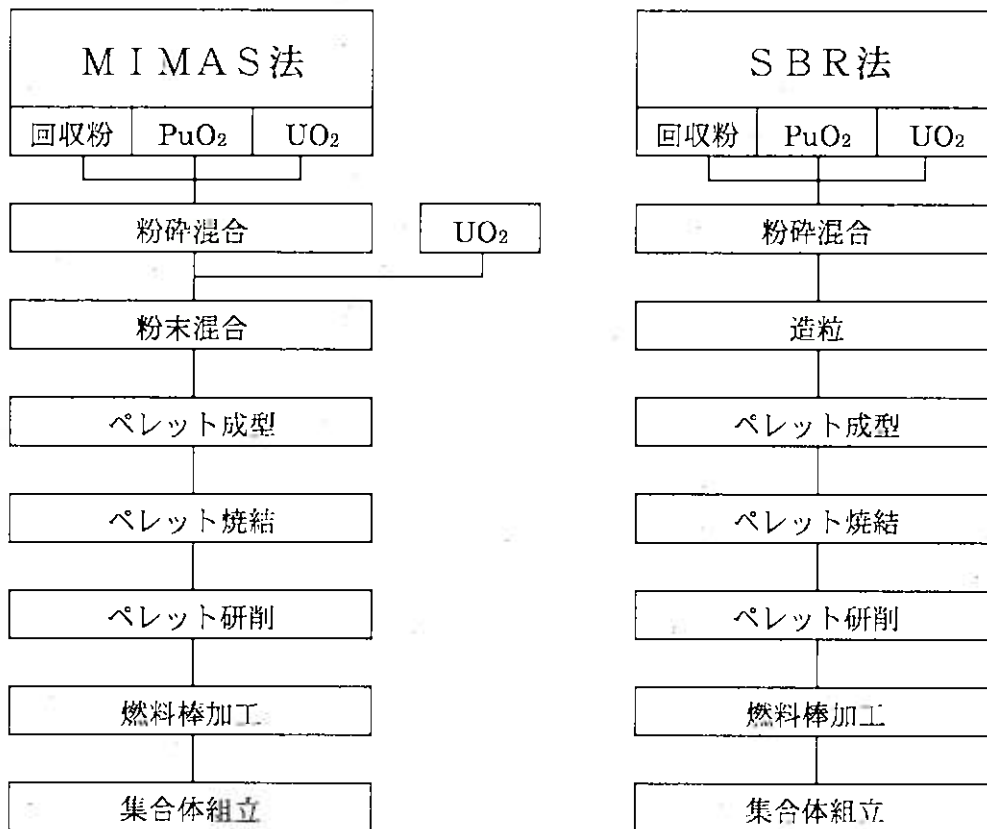 MIMAS法
回収粉 PuO₂ UO₂
粉砕混合
UO₂
粉末混合
ペレット成型
ペレット焼結
ペレット研削
燃料棒加工
集合体組立
SBR法
回収粉 PuO₂ UO₂
粉砕混合
造粒
ペレット成型
ペレット焼結
ペレット研削
燃料棒加工
集合体組立